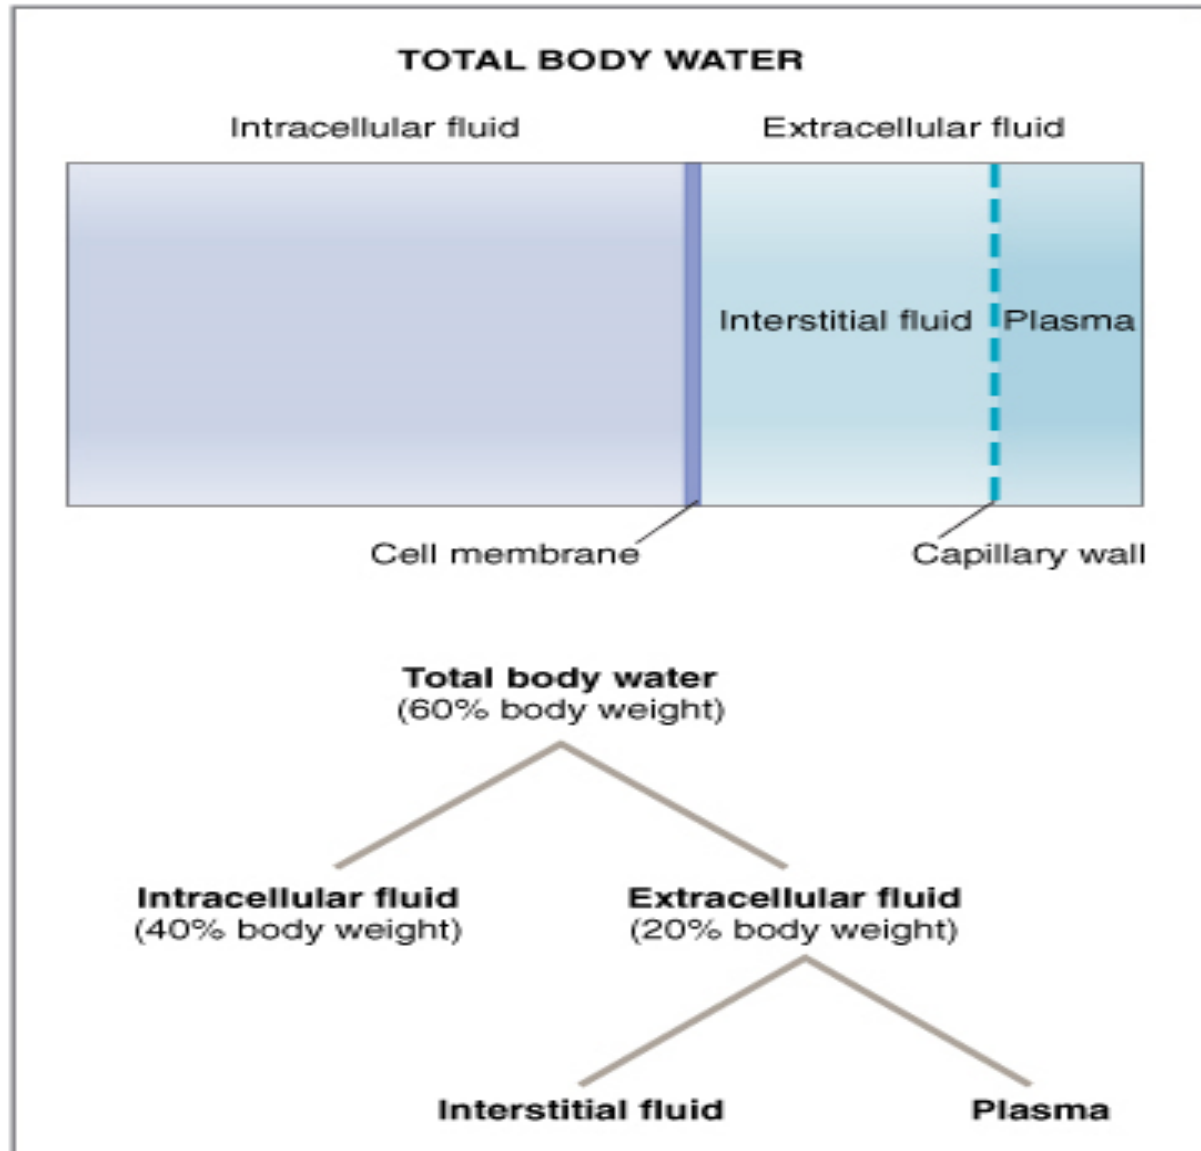 TOTAL BODY WATER
Intracellular fluid
Extracellular fluid
Interstitial fluid
Plasma
Cell membrane
Capillary wall
Total body water
(60% body weight)
Intracellular fluid
(40% body weight)
Extracellular fluid
(20% body weight)
Interstitial fluid
Plasma